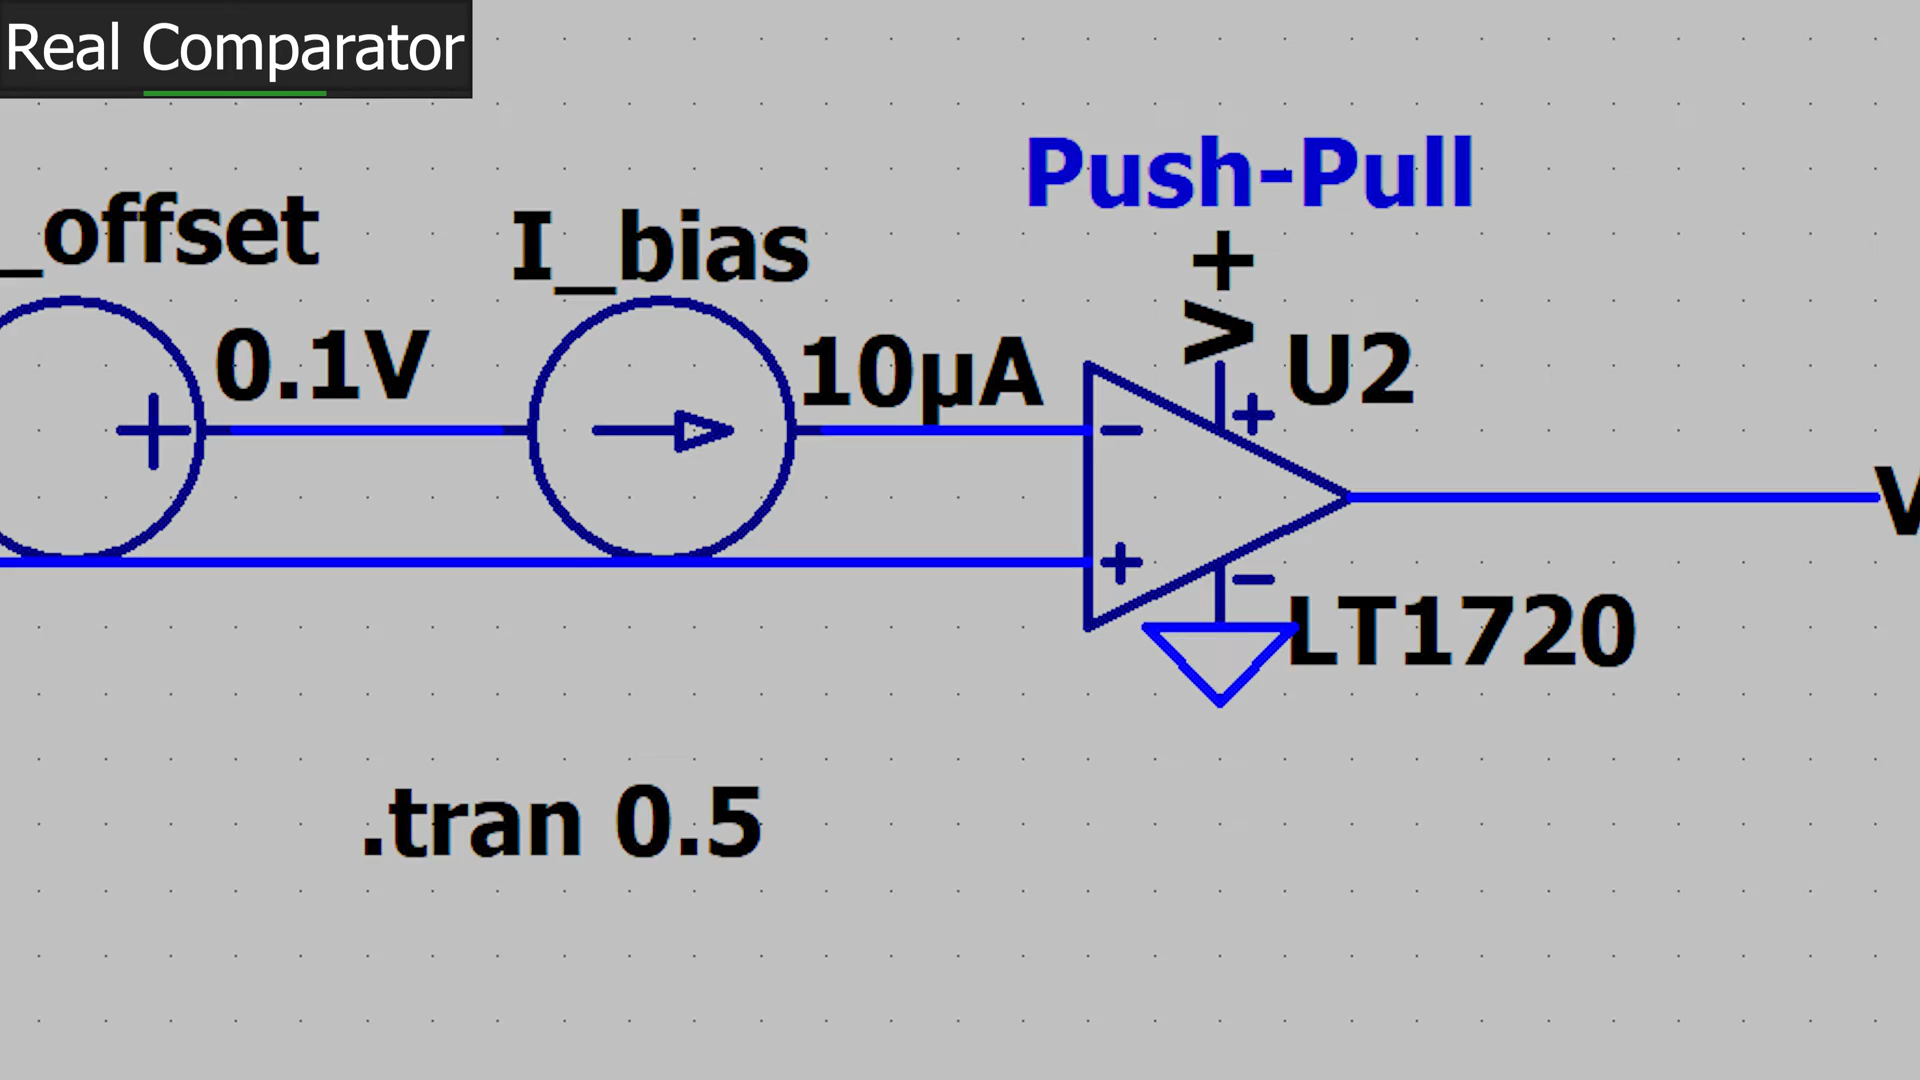 Real Comparator
Push-Pull
_offset
I_bias
V+
0.1V
10µA
U2
LT1720
.tran 0.5